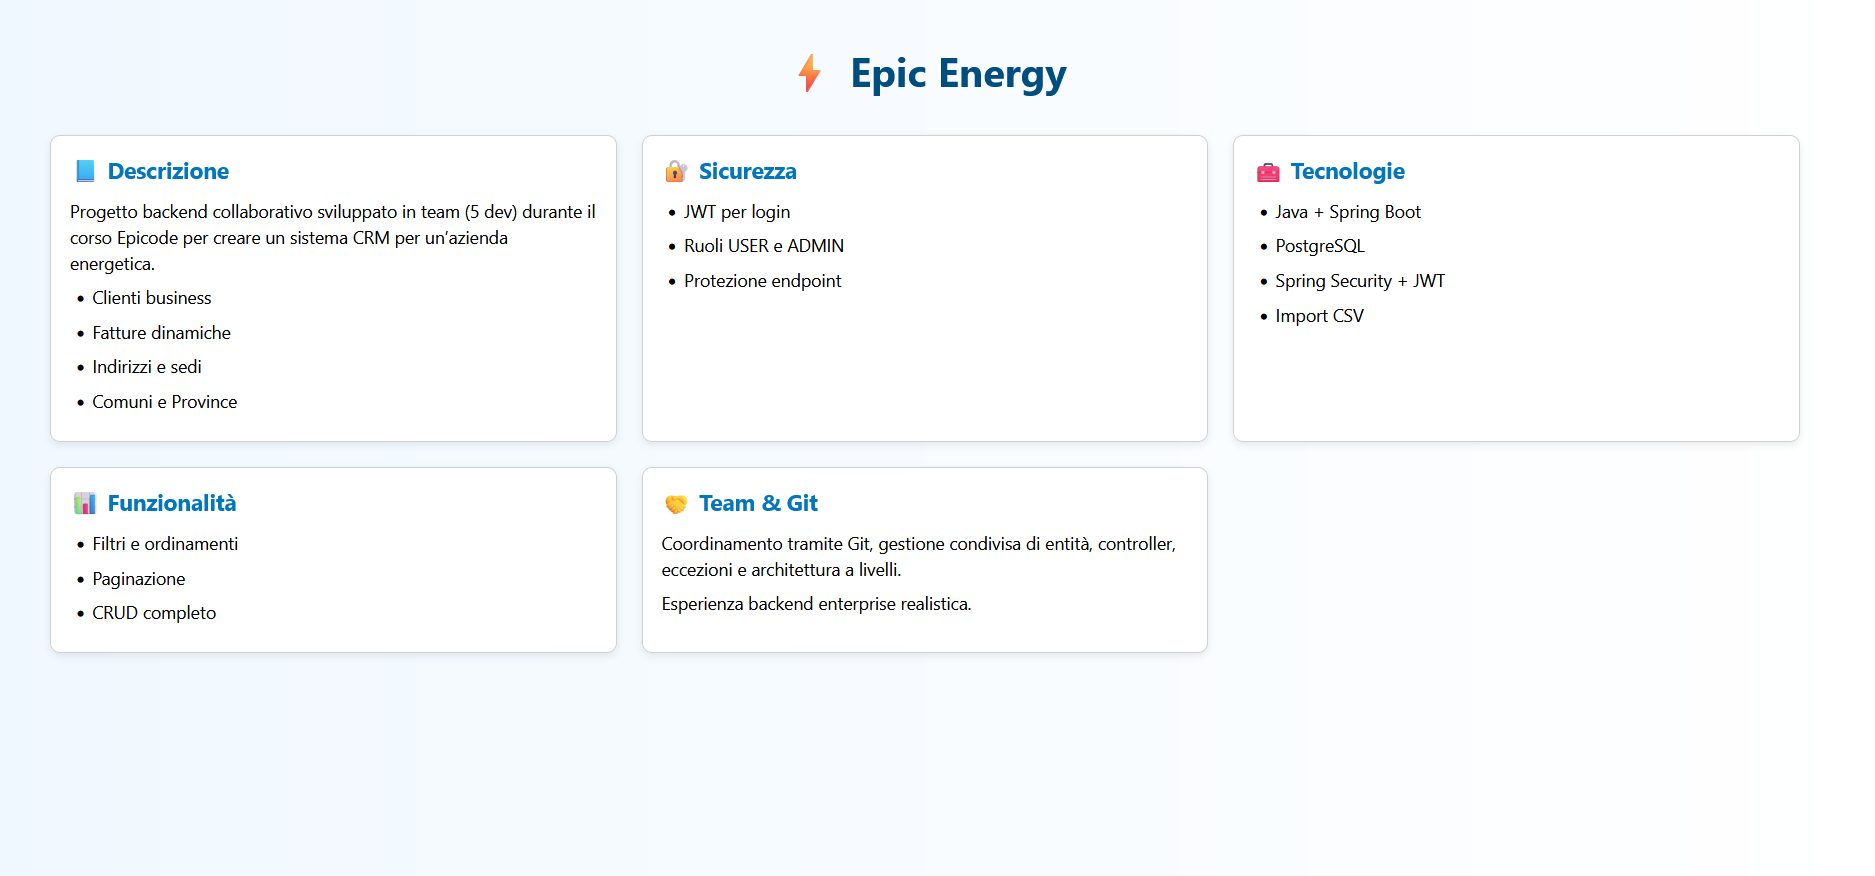 Epic Energy
Descrizione
Progetto backend collaborativo sviluppato in team (5 dev) durante il
corso Epicode per creare un sistema CRM per un’azienda
energetica.
• Clienti business
• Fatture dinamiche
• Indirizzi e sedi
• Comuni e Province
Sicurezza
• JWT per login
• Ruoli USER e ADMIN
• Protezione endpoint
Tecnologie
• Java + Spring Boot
• PostgreSQL
• Spring Security + JWT
• Import CSV
Funzionalità
• Filtri e ordinamenti
• Paginazione
• CRUD completo
Team & Git
Coordinamento tramite Git, gestione condivisa di entità, controller,
eccezioni e architettura a livelli.
Esperienza backend enterprise realistica.